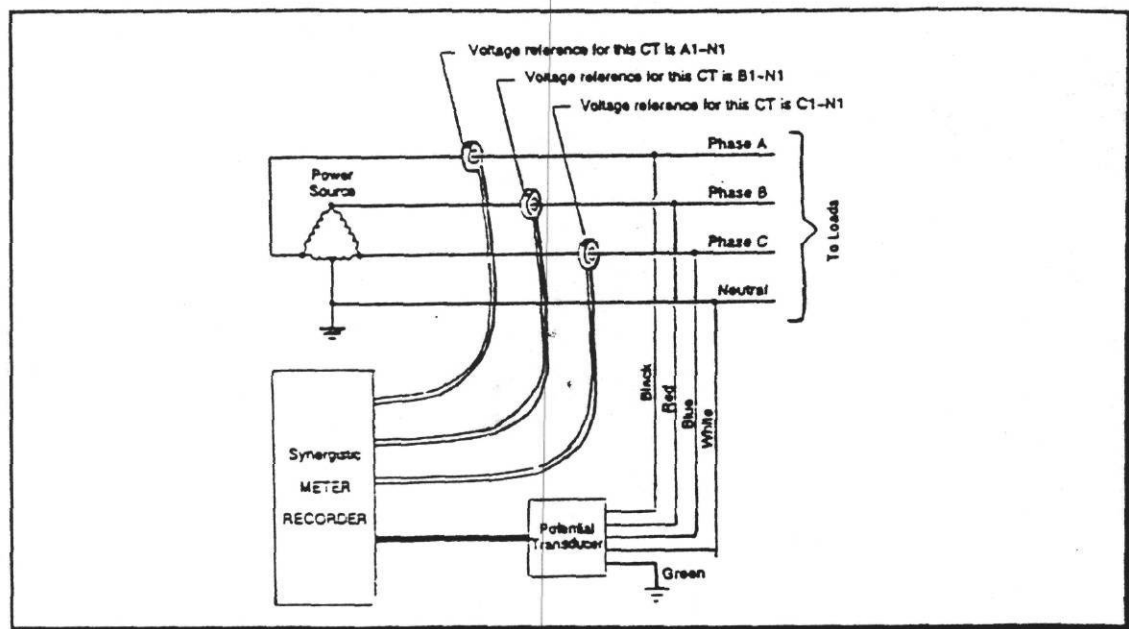 Voltage reference for this CT is A1-N1
Voltage reference for this CT is B1-N1
Voltage reference for this CT is C1-N1
Phase A
Power
Source
Phase B
Phase C
Neutral
To Loads
Black
Red
Blue
White
Synergistic
METER
RECORDER
Potential
Transducer
Green